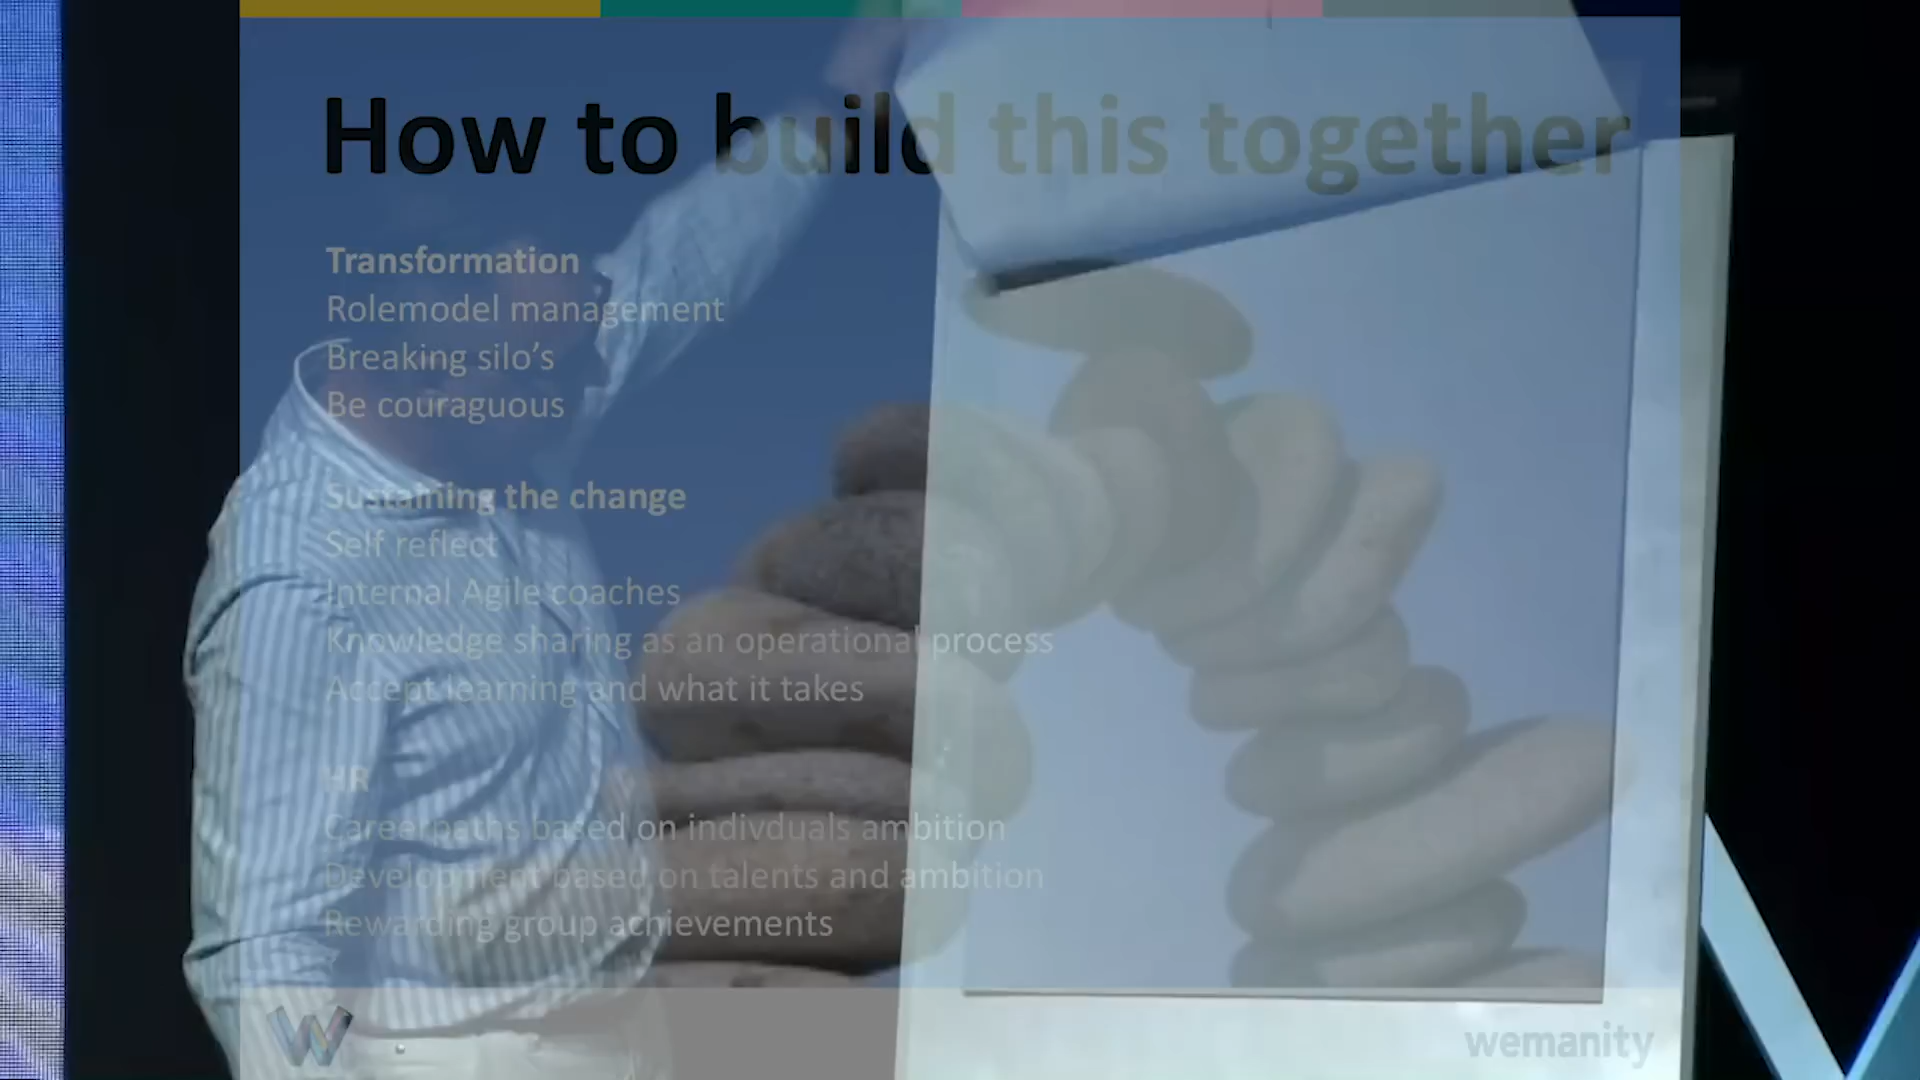 How to build this together
Transformation
Rolemodel management
Breaking silo's
Be couraguous
Sustaining the change
Self reflect
Internal Agile coaches
Knowledge sharing as an operational process
Accept learning and what it takes
HR
Careerpaths based on indivduals ambition
Development based on talents and ambition
Rewarding group achievements
W
wemanity